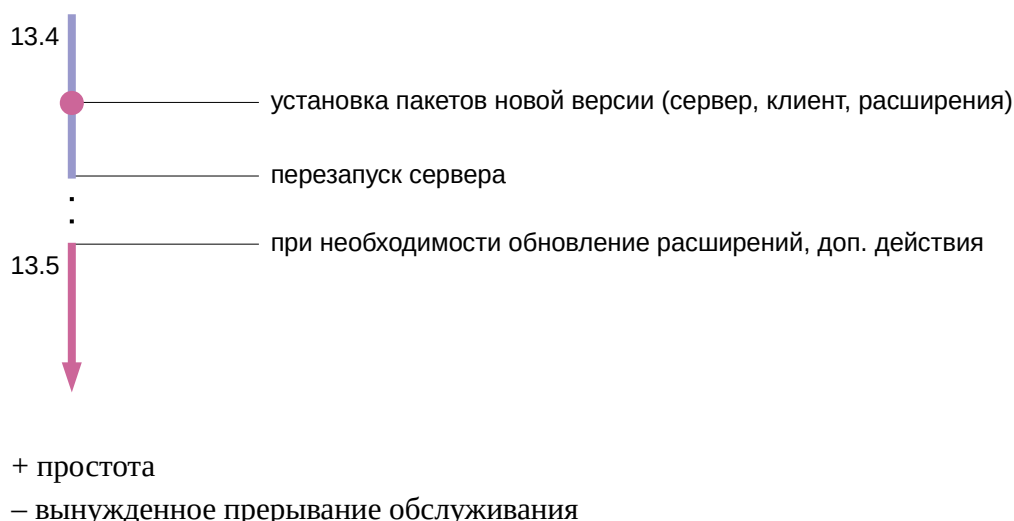 13.4
установка пакетов новой версии (сервер, клиент, расширения)
перезапуск сервера
при необходимости обновление расширений, доп. действия
13.5
+ простота
– вынужденное прерывание обслуживания